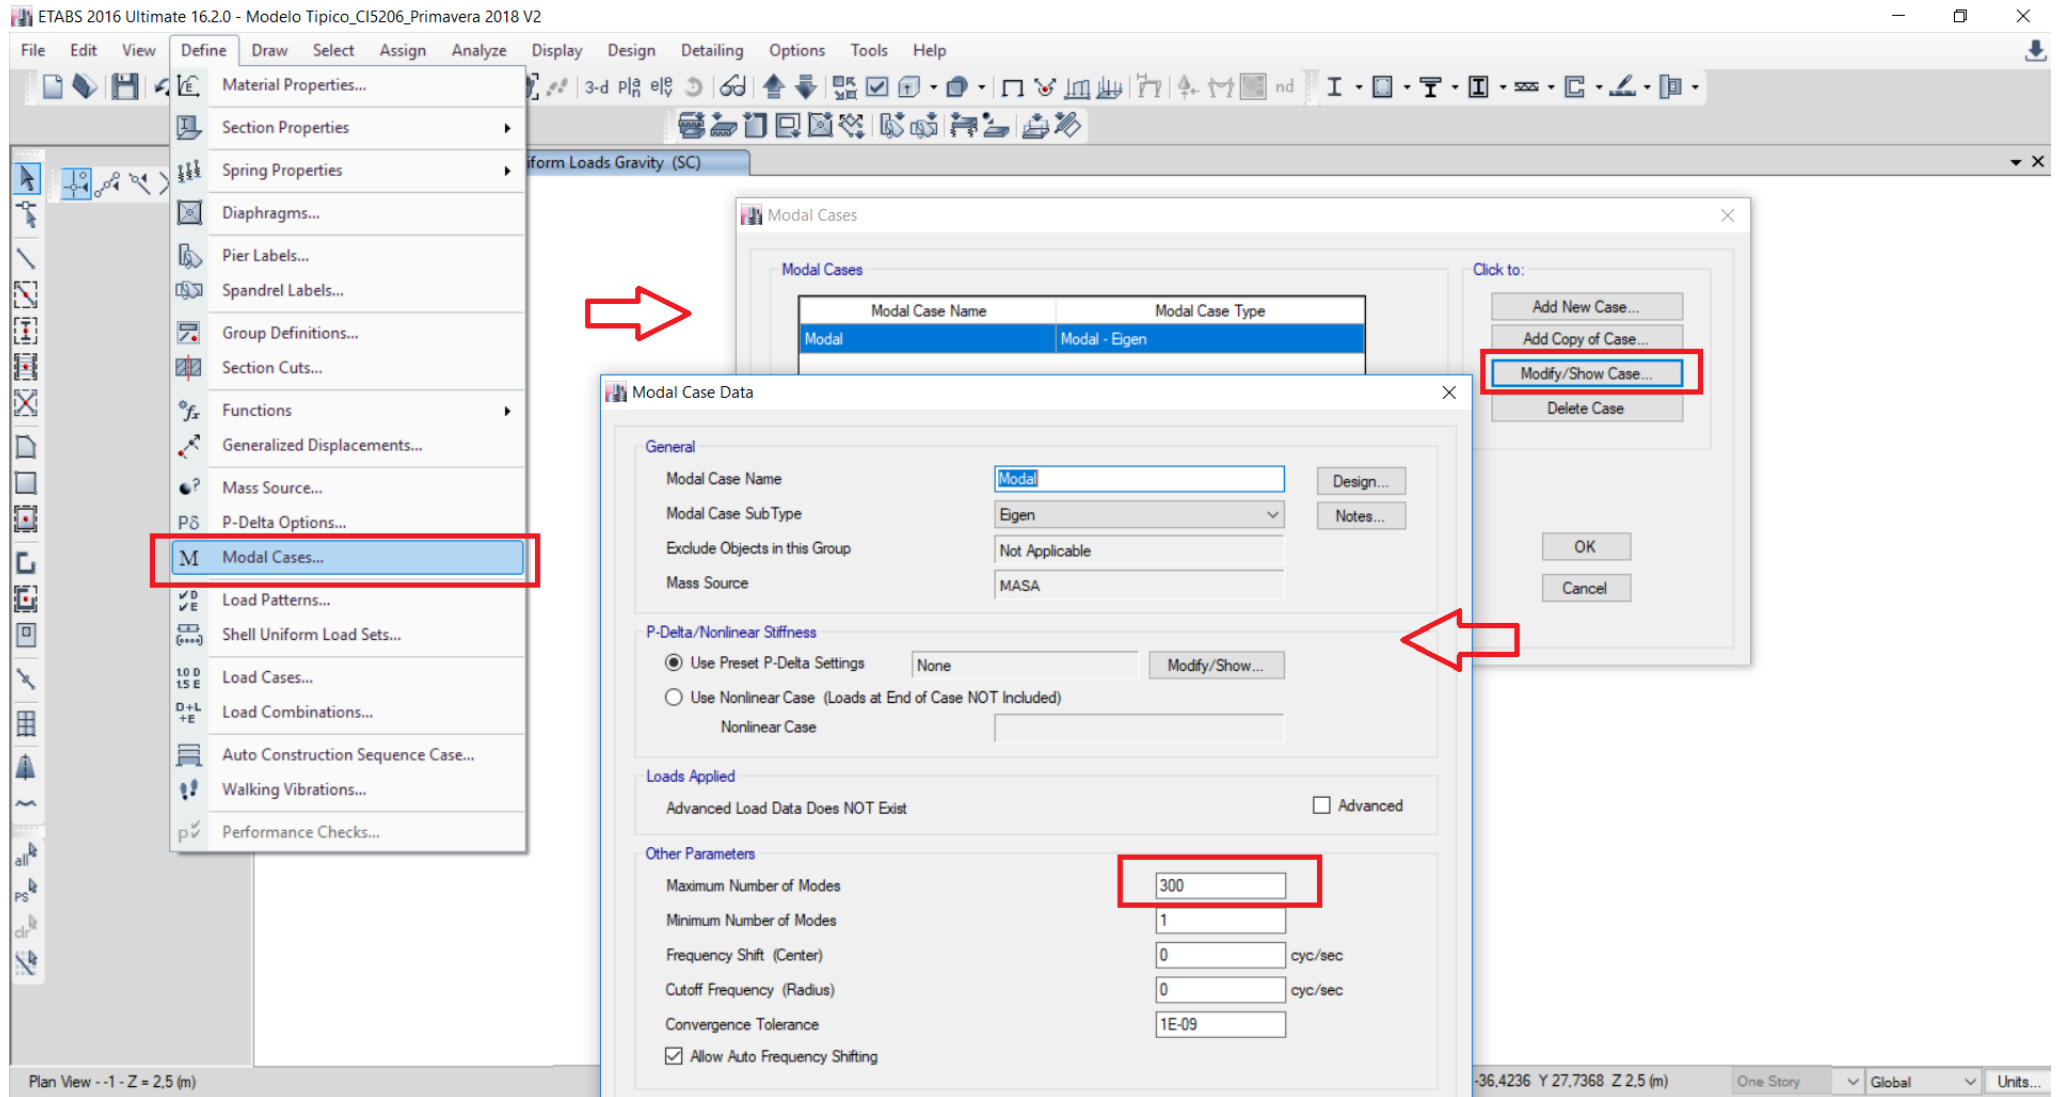 ETABS 2016 Ultimate 16.2.0 - Modelo Tipico_CI5206_Primavera 2018 V2
File Edit View Define Draw Select Assign Analyze Display Design Detailing Options Tools Help
3-d
nd
Material Properties...
Section Properties
Spring Properties
Diaphragms...
Pier Labels...
Spandrel Labels...
Group Definitions...
Section Cuts...
Functions
Generalized Displacements...
Mass Source...
Pδ P-Delta Options...
M Modal Cases...
Load Patterns...
Shell Uniform Load Sets...
Load Cases...
Load Combinations...
Auto Construction Sequence Case...
Walking Vibrations...
Performance Checks...
all
PS
clr
iform Loads Gravity (SC)
Modal Cases
Modal Cases
Modal Case Name Modal Case Type
Modal Modal - Eigen
Click to:
Add New Case...
Add Copy of Case...
Modify/Show Case...
Delete Case
OK
Cancel
Modal Case Data
General
Modal Case Name Modal Design...
Modal Case SubType Eigen Notes...
Exclude Objects in this Group Not Applicable
Mass Source MASA
P-Delta/Nonlinear Stiffness
Use Preset P-Delta Settings None Modify/Show...
Use Nonlinear Case (Loads at End of Case NOT Included)
Nonlinear Case
Loads Applied
Advanced Load Data Does NOT Exist Advanced
Other Parameters
Maximum Number of Modes 300
Minimum Number of Modes 1
Frequency Shift (Center) 0 cyc/sec
Cutoff Frequency (Radius) 0 cyc/sec
Convergence Tolerance 1E-09
Allow Auto Frequency Shifting
Plan View - -1 - Z = 2,5 (m) -36,4236 Y 27,7368 Z 2,5 (m) One Story Global Units...